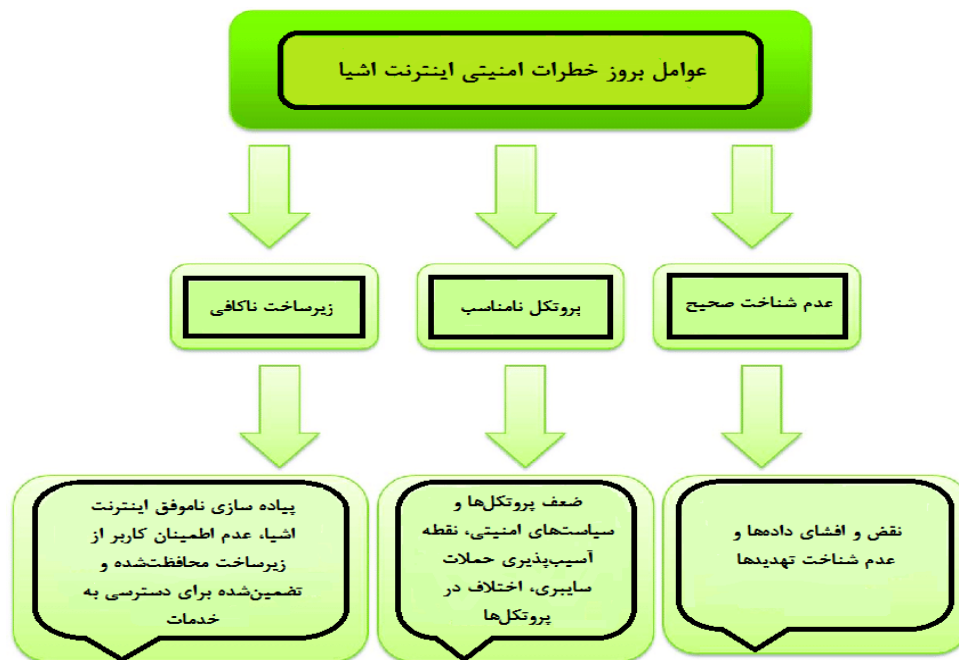 عوامل بروز خطرات امنیتی اینترنت اشیا
عدم شناخت صحیح
پروتکل نامناسب
زیرساخت ناکافی
نقض و افشای داده‌ها و
عدم شناخت تهدیدها
ضعف پروتکل‌ها و
سیاست‌های امنیتی، نقطه
آسیب‌پذیری حملات
سایبری، اختلاف در
پروتکل‌ها
پیاده سازی ناموفق اینترنت
اشیا، عدم اطمینان کاربر از
زیرساخت محافظت‌شده و
تضمین‌شده برای دسترسی به
خدمات